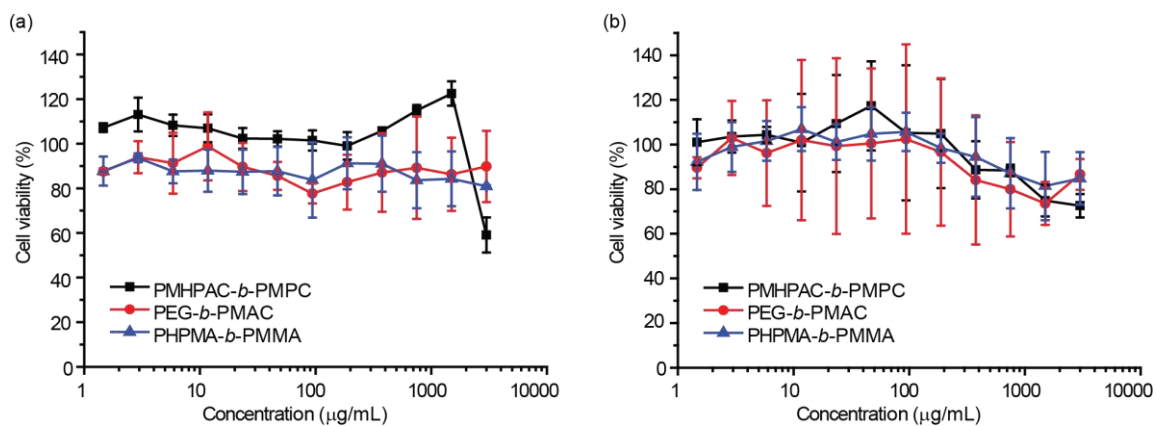 (a)
140
120
100
80
60
40
20
0
Cell viability (%)
PMHPAC-b-PMPC
PEG-b-PMAC
PHPMA-b-PMMA
1 10 100 1000 10000
Concentration (μg/mL)
(b)
140
120
100
80
60
40
20
0
Cell viability (%)
PMHPAC-b-PMPC
PEG-b-PMAC
PHPMA-b-PMMA
1 10 100 1000 10000
Concentration (μg/mL)